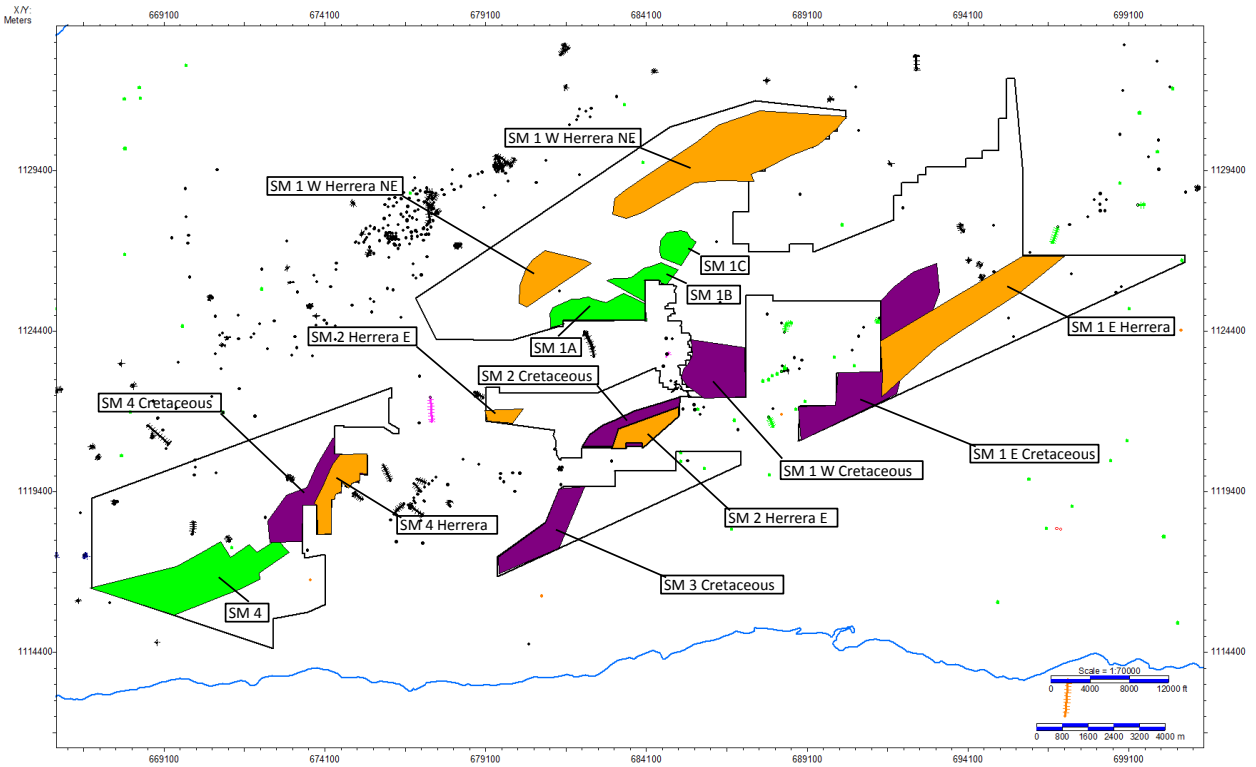 X/Y:
Meters
669100 674100 679100 684100 689100 694100 699100
SM 1 W Herrera NE
1129400 1129400
SM 1 W Herrera NE
SM 1C
SM 1B
1124400 1124400
SM 1 E Herrera
SM 2 Herrera E
SM 1A
SM 2 Cretaceous
SM 4 Cretaceous
SM 1 E Cretaceous
SM 1 W Cretaceous
1119400 1119400
SM 2 Herrera E
SM 4 Herrera
SM 3 Cretaceous
SM 4
1114400 1114400
Scale = 1:70000
0 4000 8000 12000 ft
0 800 1600 2400 3200 4000 m
669100 674100 679100 684100 689100 694100 699100